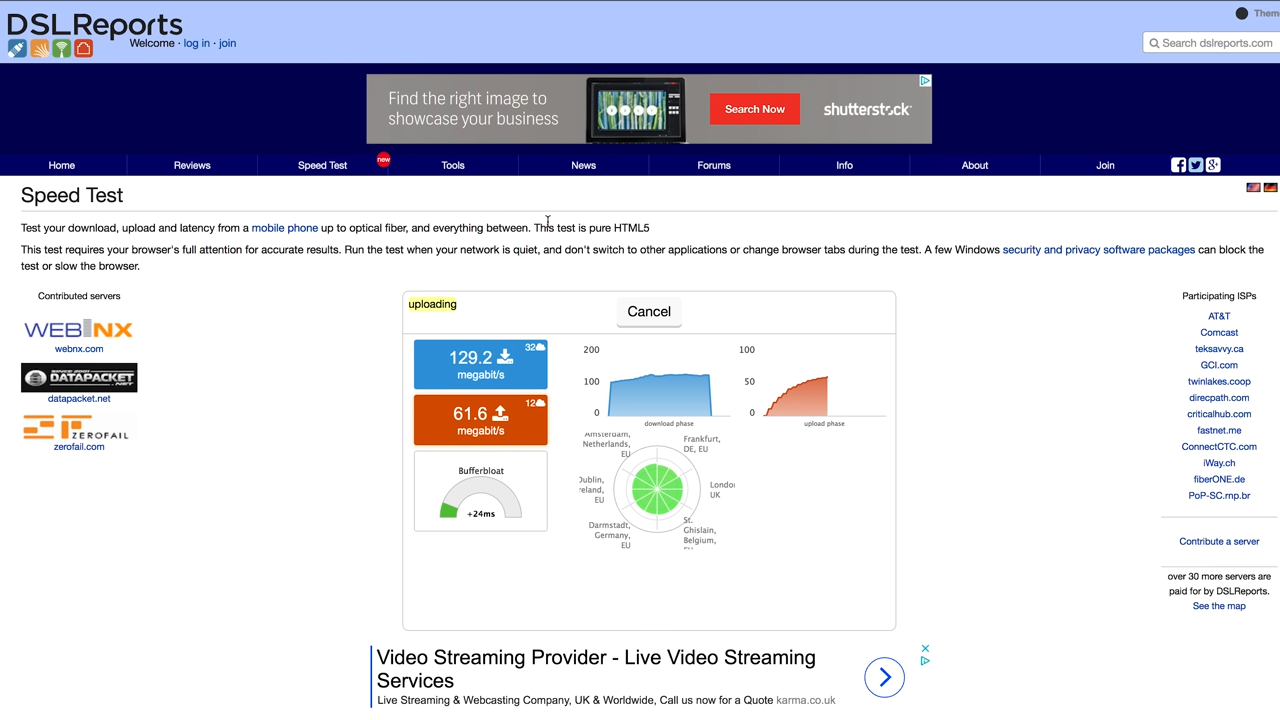 DSLReports
Welcome · log in · join
Them
Search dslreports.com
Find the right image to
showcase your business
Search Now
shutterstock
Home
Reviews
Speed Test
new
Tools
News
Forums
Info
About
Join
Speed Test
Test your download, upload and latency from a mobile phone up to optical fiber, and everything between. This test is pure HTML5
This test requires your browser's full attention for accurate results. Run the test when your network is quiet, and don't switch to other applications or change browser tabs during the test. A few Windows security and privacy software packages can block the
test or slow the browser.
Contributed servers
WEBNX
webnx.com
SINCE 2001
DATAPACKET.NET
datapacket.net
ZEROFAIL
zerofail.com
uploading
Cancel
129.2
megabit/s
32
61.6
megabit/s
12
Bufferbloat
+24ms
200
100
0
download phase
100
50
0
upload phase
Amsterdam,
Netherlands,
EU
Frankfurt,
DE, EU
Dublin,
Ireland,
EU
London
UK
Darmstadt,
Germany,
EU
St.
Ghislain,
Belgium,
EU
Participating ISPs
AT&T
Comcast
teksavvy.ca
GCI.com
twinlakes.coop
direcpath.com
criticalhub.com
fastnet.me
ConnectCTC.com
iWay.ch
fiberONE.de
PoP-SC.rnp.br
Contribute a server
over 30 more servers are
paid for by DSLReports.
See the map
Video Streaming Provider - Live Video Streaming
Services
Live Streaming & Webcasting Company, UK & Worldwide, Call us now for a Quote karma.co.uk